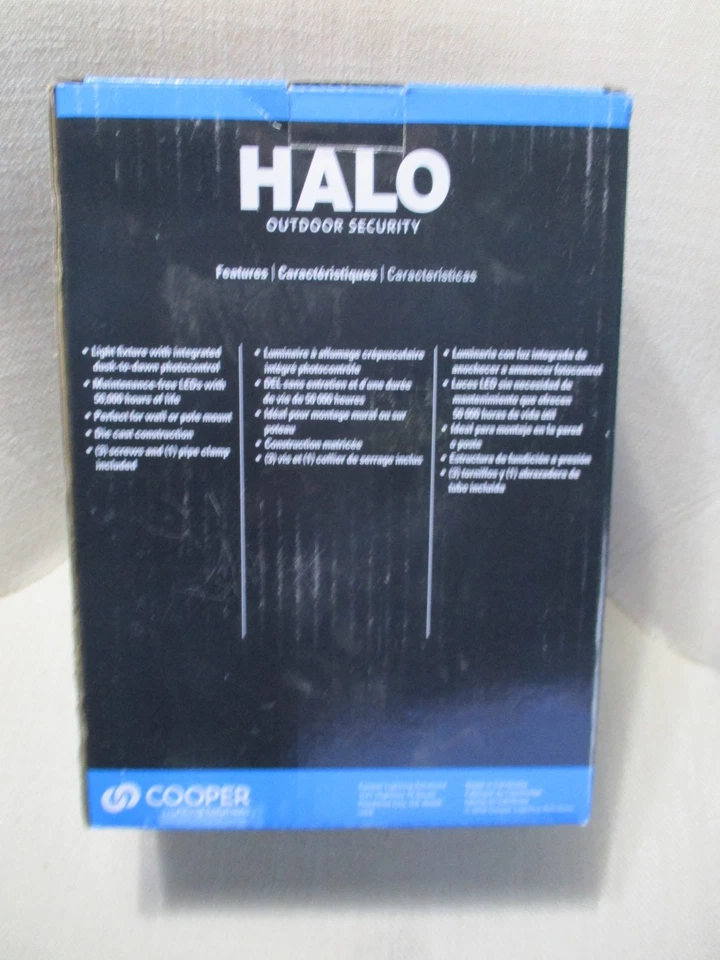 HALO
OUTDOOR SECURITY
Features | Caractéristiques | Características
✓ Light fixture with integrated
dusk-to-dawn photocontrol
✓ Maintenance-free LEDs with
50,000 hours of life
✓ Perfect for wall or pole mount
✓ Die cast construction
✓ (3) screws and (1) pipe clamp
included
✓ Luminaire à allumage crépusculaire
intégré photocontrôle
✓ DEL sans entretien et d'une durée
de vie de 50 000 heures
✓ Idéal pour montage mural ou sur
poteau
✓ Construction matricée
✓ (3) vis et (1) collier de serrage inclus
✓ Luminaria con luz integrada de
anochecer a amanecer fotocontrol
✓ Luces LED sin necesidad de
mantenimiento que ofrecen
50 000 horas de vida útil
✓ Ideal para montaje en la pared
o poste
✓ Estructura de fundición a presión
✓ (3) tornillos y (1) abrazadera de
tubo incluida
COOPER
Lighting Solutions